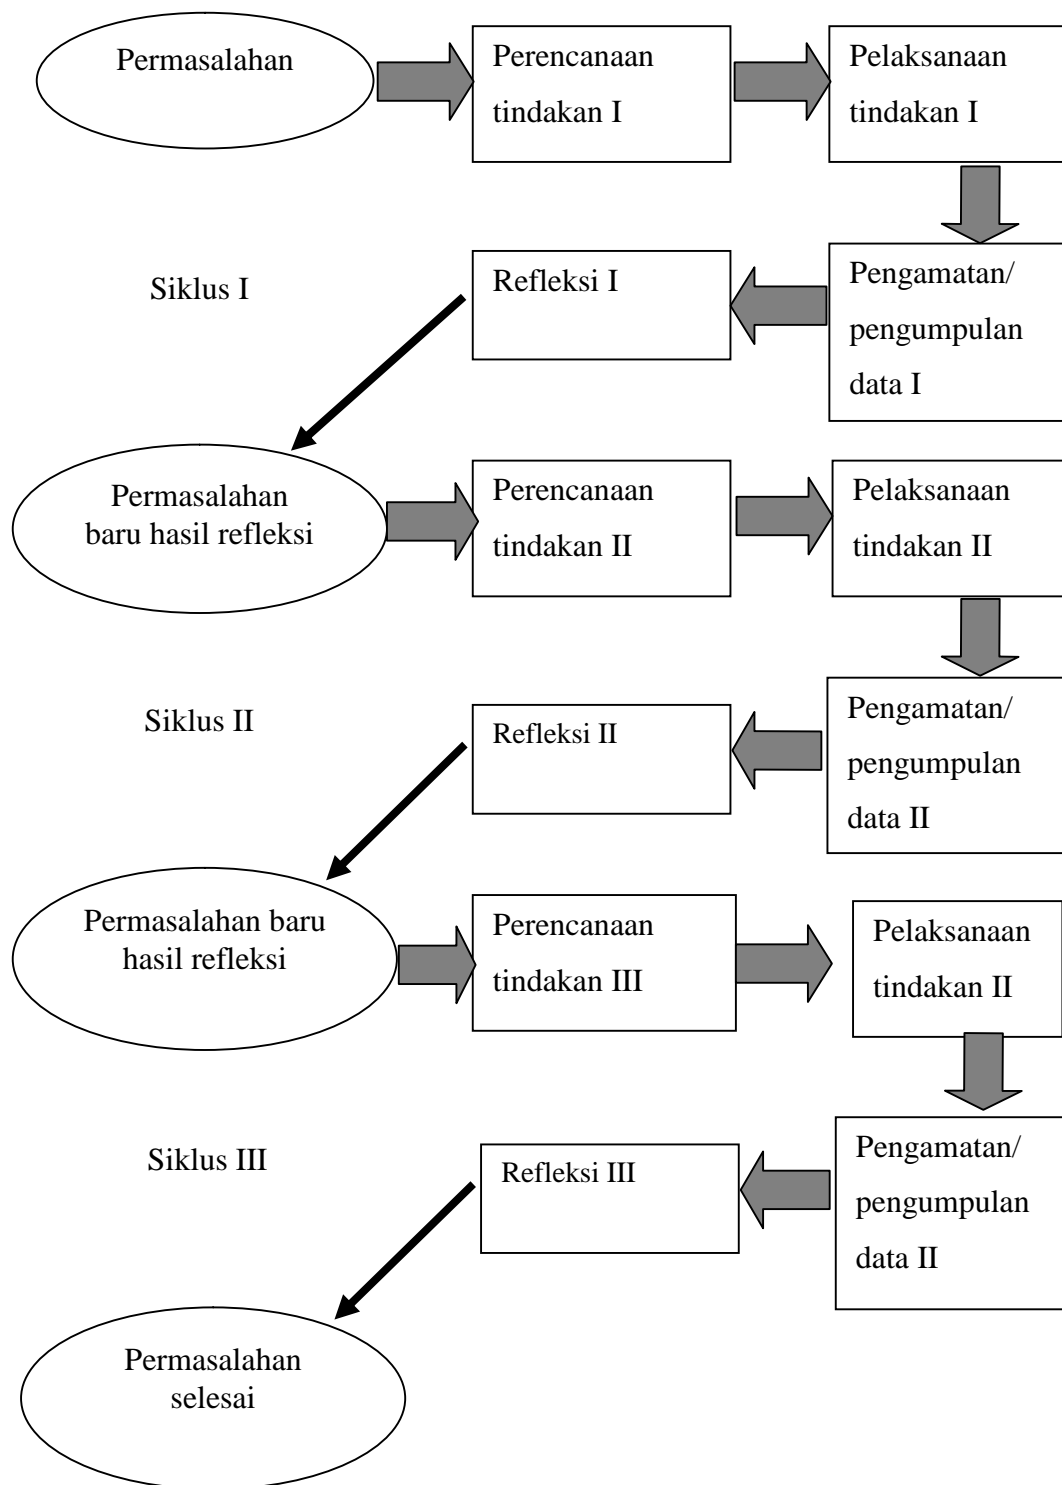 Permasalahan
Perencanaan
tindakan I
Pelaksanaan
tindakan I
Siklus I
Refleksi I
Pengamatan/
pengumpulan
data I
Permasalahan
baru hasil refleksi
Perencanaan
tindakan II
Pelaksanaan
tindakan II
Siklus II
Refleksi II
Pengamatan/
pengumpulan
data II
Permasalahan baru
hasil refleksi
Perencanaan
tindakan III
Pelaksanaan
tindakan II
Siklus III
Refleksi III
Pengamatan/
pengumpulan
data II
Permasalahan
selesai